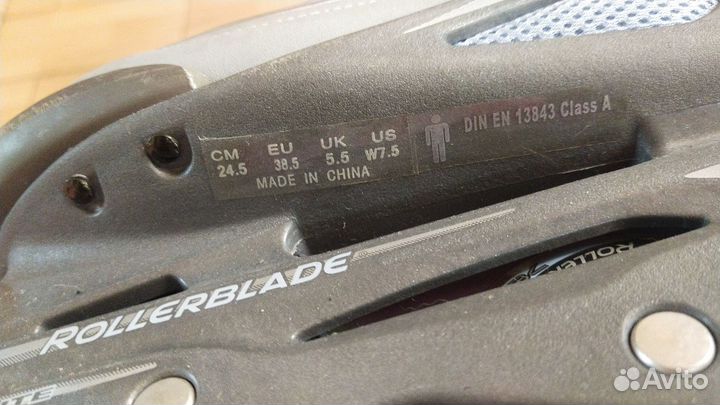 CM EU UK US
24.5 38.5 5.5 W7.5
MADE IN CHINA
DIN EN 13843 Class A
ROLLERBLADE
ROLLER
Avito